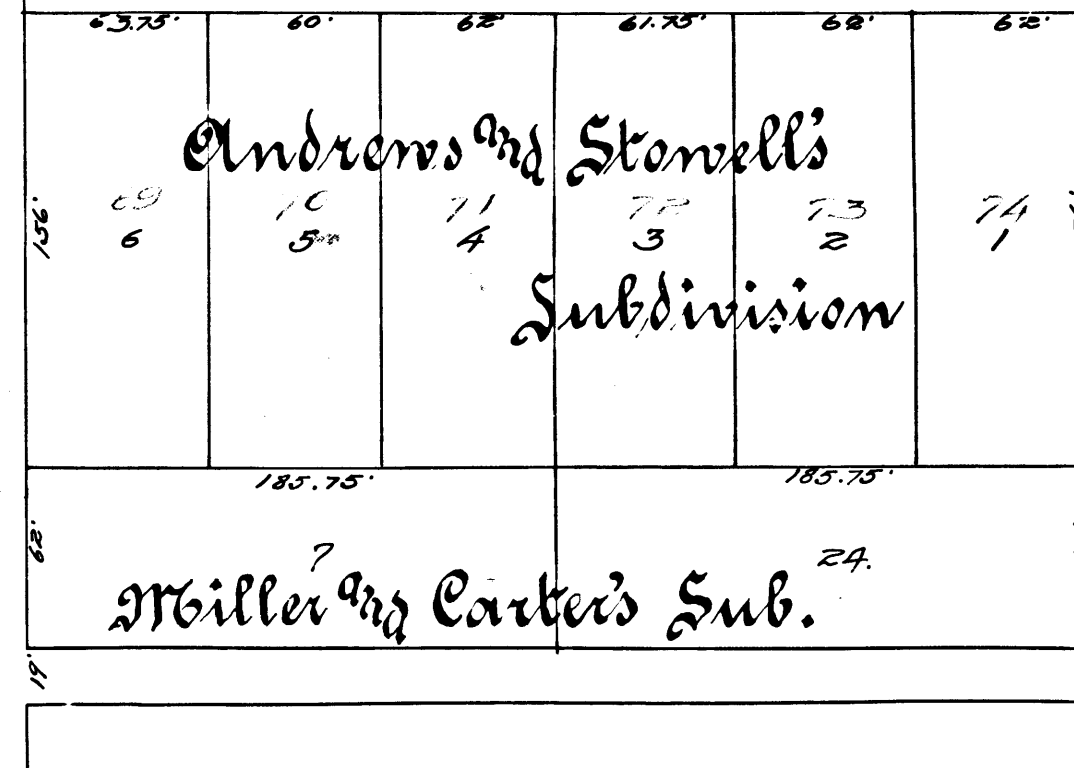 63.75' 60' 62' 61.75' 62' 62'
Andrews and Stowell's
69 70 71 72 73 74
156'
6 5 4 3 2 1
Subdivision
185.75' 185.75'
62'
7 24.
Miller and Carter's Sub.
19'